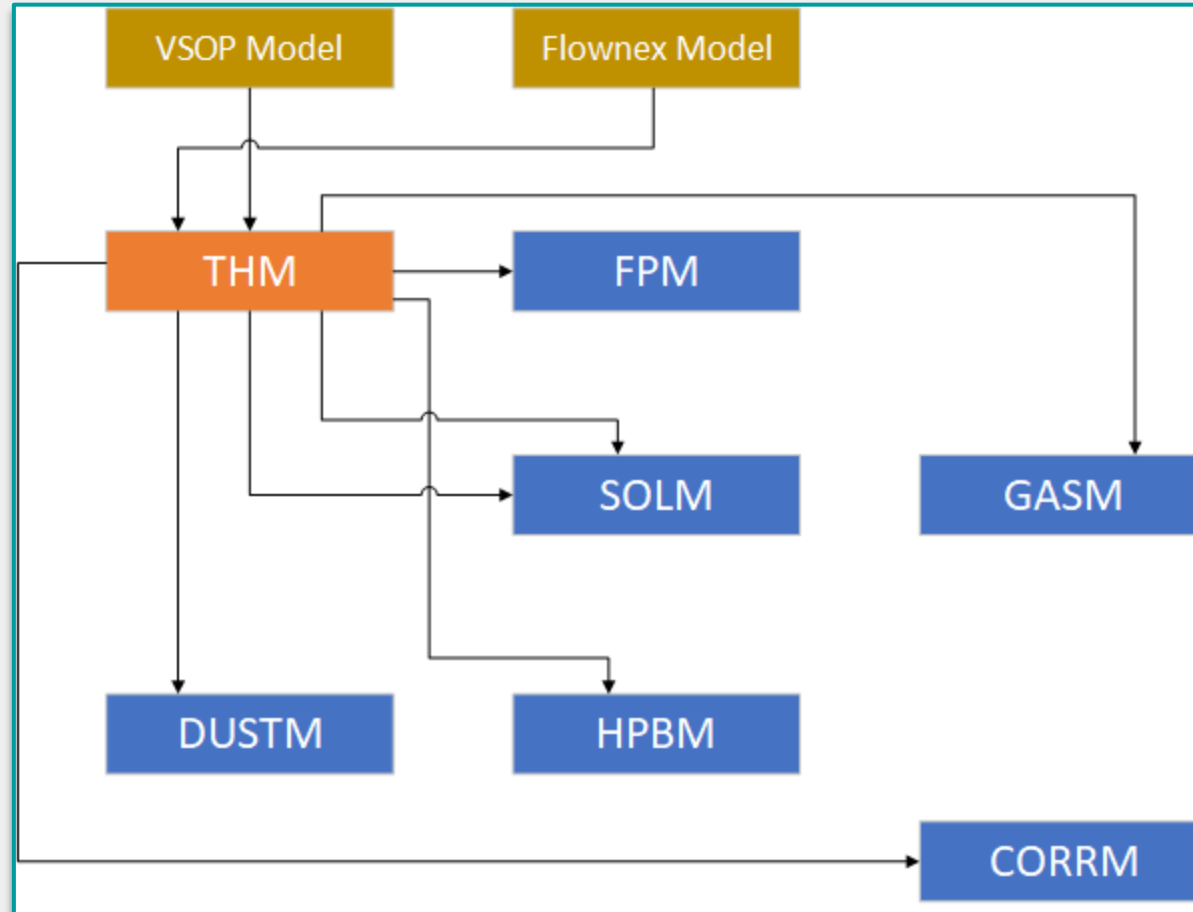 VSOP Model
Flownex Model
THM
FPM
SOLM
GASM
DUSTM
HPBM
CORRM